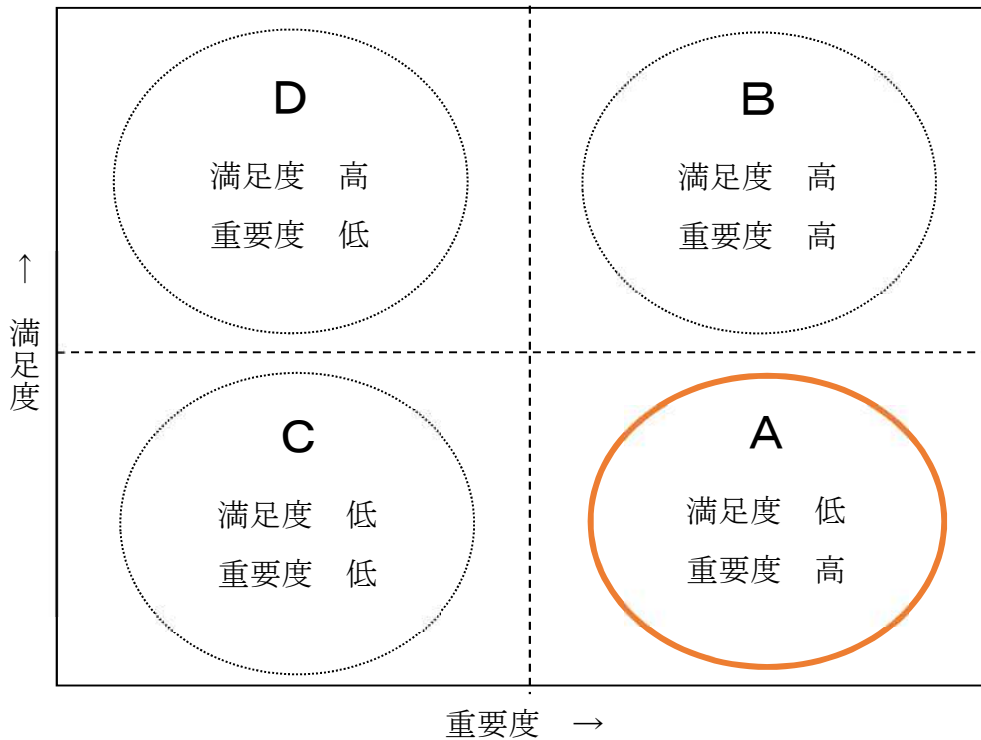 D
満足度　高
重要度　低
B
満足度　高
重要度　高
↑ 満足度
C
満足度　低
重要度　低
A
満足度　低
重要度　高
重要度　→